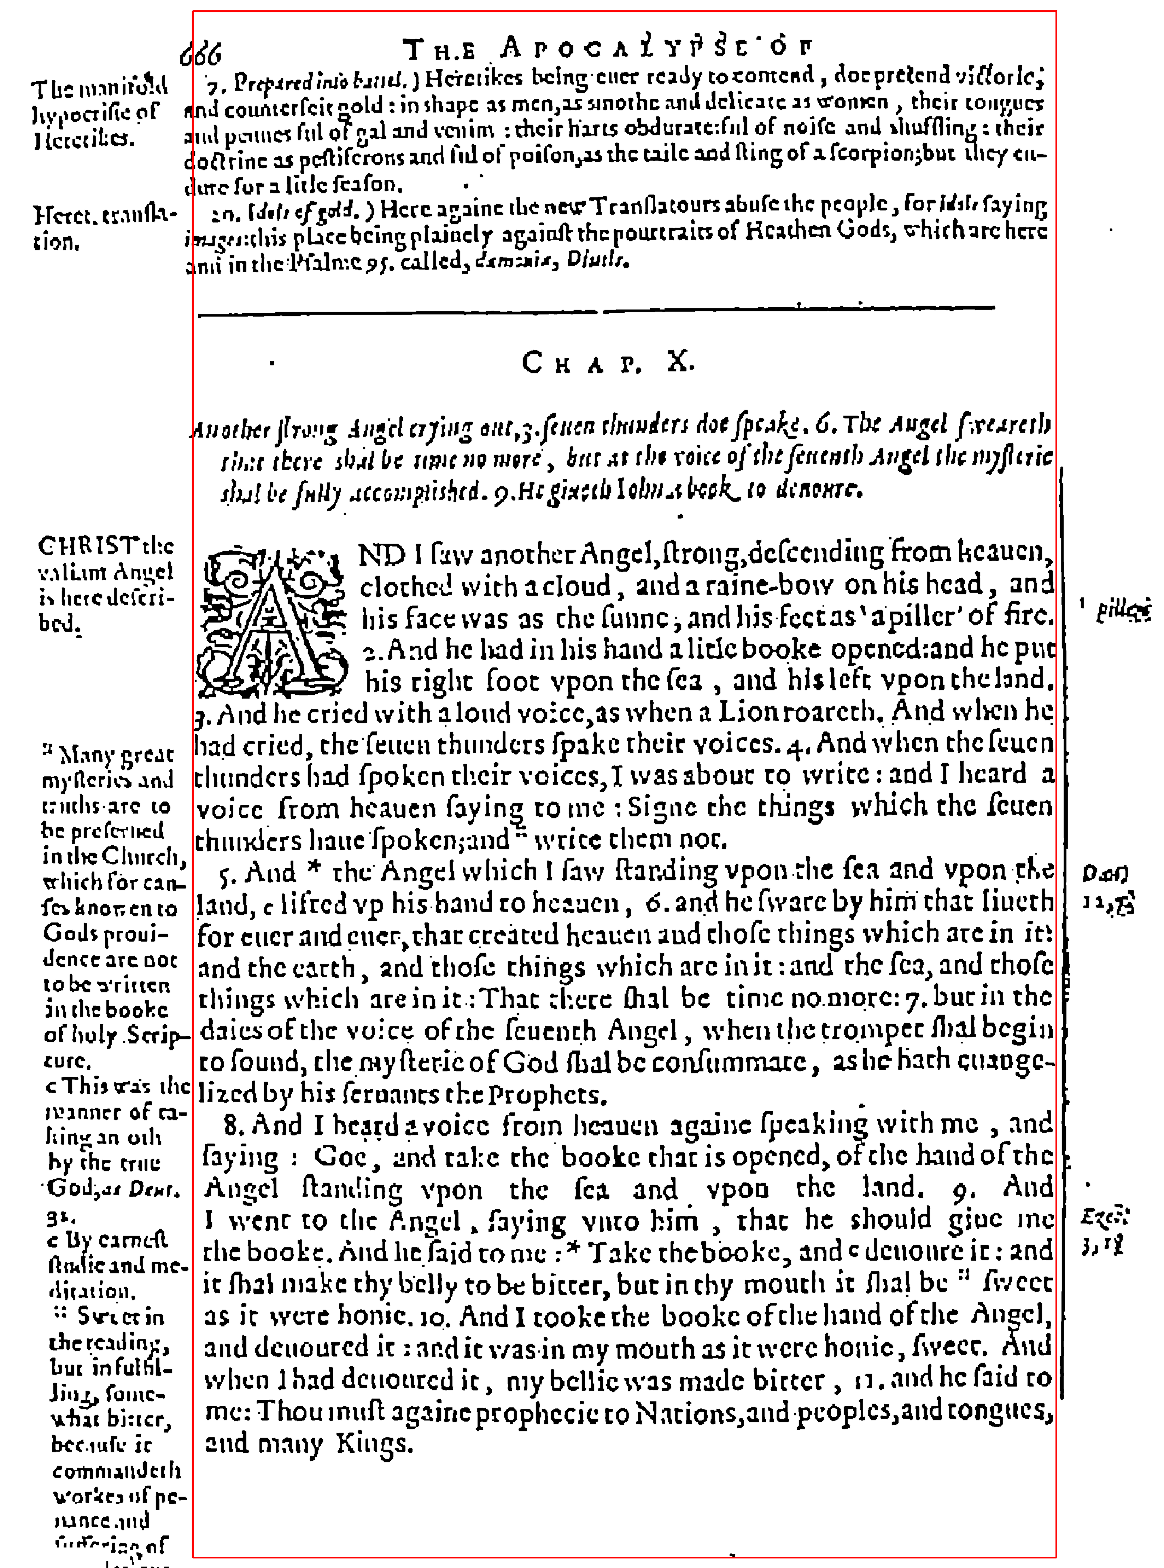 666
THE APOCALYPSE OF
The manifold
hypocrisie of
Heretikes.
7. Prepared into battel.) Heretikes being euer ready to contend, doe pretend victorie;
and counterfeit gold: in shape as men, as smothe and delicate as women, their tongues
and pennes ful of gal and venim: their harts obdurate: ful of noise and shuffling: their
doctrine as pestiferons and ful of poison, as the taile and sting of a scorpion; but they en-
dure for a litle season.
Heret. transla-
tion.
20. Idols of gold.) Here againe the new Translatours abuse the people, for idols saying
images: this place being plainely against the pourtraits of Heathen Gods, which are here
and in the Psalme 95. called, dæmonia, Diuels.
CHAP. X.
Another strong Angel crying out, 3. seuen thunders doe speake. 6. The Angel sweareth
that there shal be time no more, but at the voice of the seuenth Angel the mysterie
shal be fully accomplished. 9. He giueth Iohn a book to deuoure.
CHRIST the
valiant Angel
is here descri-
bed.
AND I saw another Angel, strong, descending from heauen,
clothed with a cloud, and a raine-bow on his head, and
his face was as the sunne, and his feet as ' a piller ' of fire.
' pillers
2. And he had in his hand a litle booke opened: and he put
his right foot vpon the sea, and his left vpon the land.
3. And he cried with a loud voice, as when a Lion roareth. And when he
had cried, the seuen thunders spake their voices. 4. And when the seuen
thunders had spoken their voices, I was about to write: and I heard a
voice from heauen saying to me: Signe the things which the seuen
thunders haue spoken; and " write them not.
" Many great
mysteries and
truths are to
be preserued
in the Church,
which for cau-
ses knowen to
Gods proui-
dence are not
to be written
in the booke
of holy Scrip-
ture.
5. And * the Angel which I saw standing vpon the sea and vpon the
land, c lifted vp his hand to heauen, 6. and he sware by him that liueth
for euer and euer, that created heauen and those things which are in it:
and the earth, and those things which are in it: and the sea, and those
things which are in it: That there shal be time no more: 7. but in the
daies of the voice of the seuenth Angel, when the trompet shal begin
to sound, the mysterie of God shal be consummate, as he hath euange-
lized by his seruants the Prophets.
Dan
12,
c This was the
manner of ta-
king an oth
by the true
God, as Deut.
32.
8. And I heard a voice from heauen againe speaking with me, and
saying: Goe, and take the booke that is opened, of the hand of the
Angel standing vpon the sea and vpon the land. 9. And
I went to the Angel, saying vnto him, that he should giue me
the booke. And he said to me: * Take the booke, and e deuoure it: and
it shal make thy belly to be bitter, but in thy mouth it shal be " sweet
as it were honie. 10. And I tooke the booke of the hand of the Angel,
and deuoured it: and it was in my mouth as it were honie, sweet. And
when I had deuoured it, my bellie was made bitter, 11. and he said to
me: Thou must againe prophecie to Nations, and peoples, and tongues,
and many Kings.
Ezech
3,
e By earnest
studie and me-
ditation.
" Sweet in
the reading,
but in fulfil-
ling, some-
what bitter,
because it
commandeth
workes of pe-
nance and
suffering of